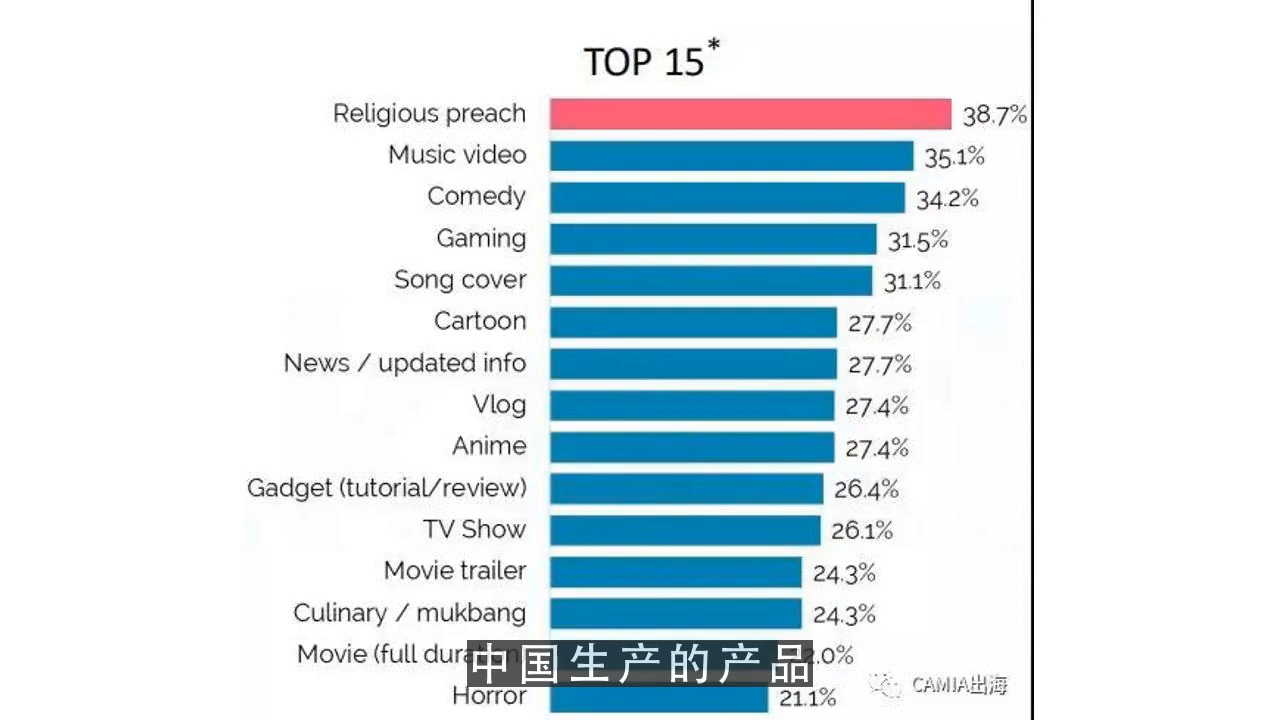 TOP 15*
Religious preach 38.7%
Music video 35.1%
Comedy 34.2%
Gaming 31.5%
Song cover 31.1%
Cartoon 27.7%
News / updated info 27.7%
Vlog 27.4%
Anime 27.4%
Gadget (tutorial/review) 26.4%
TV Show 26.1%
Movie trailer 24.3%
Culinary / mukbang 24.3%
Movie (full
中国生产的产品
Horror 21.1%
CAMIA出海